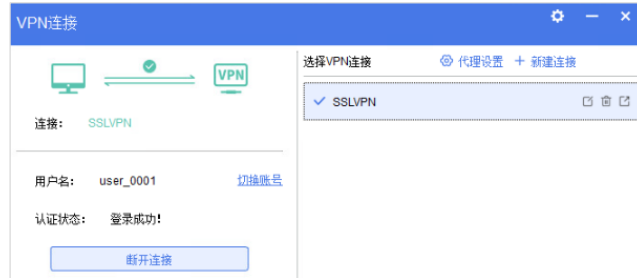 VPN连接
VPN
连接： SSLVPN
用户名： user_0001 切换账号
认证状态： 登录成功!
断开连接
选择VPN连接 代理设置 + 新建连接
SSLVPN